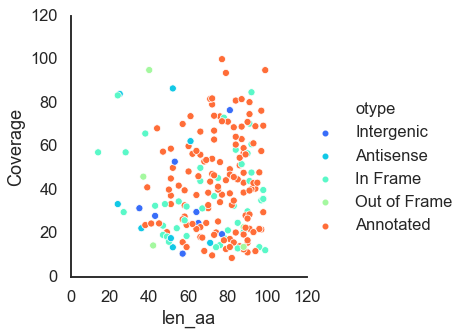 120
100
80
60
40
20
0
Coverage
0 20 40 60 80 100 120
len_aa
otype
Intergenic
Antisense
In Frame
Out of Frame
Annotated